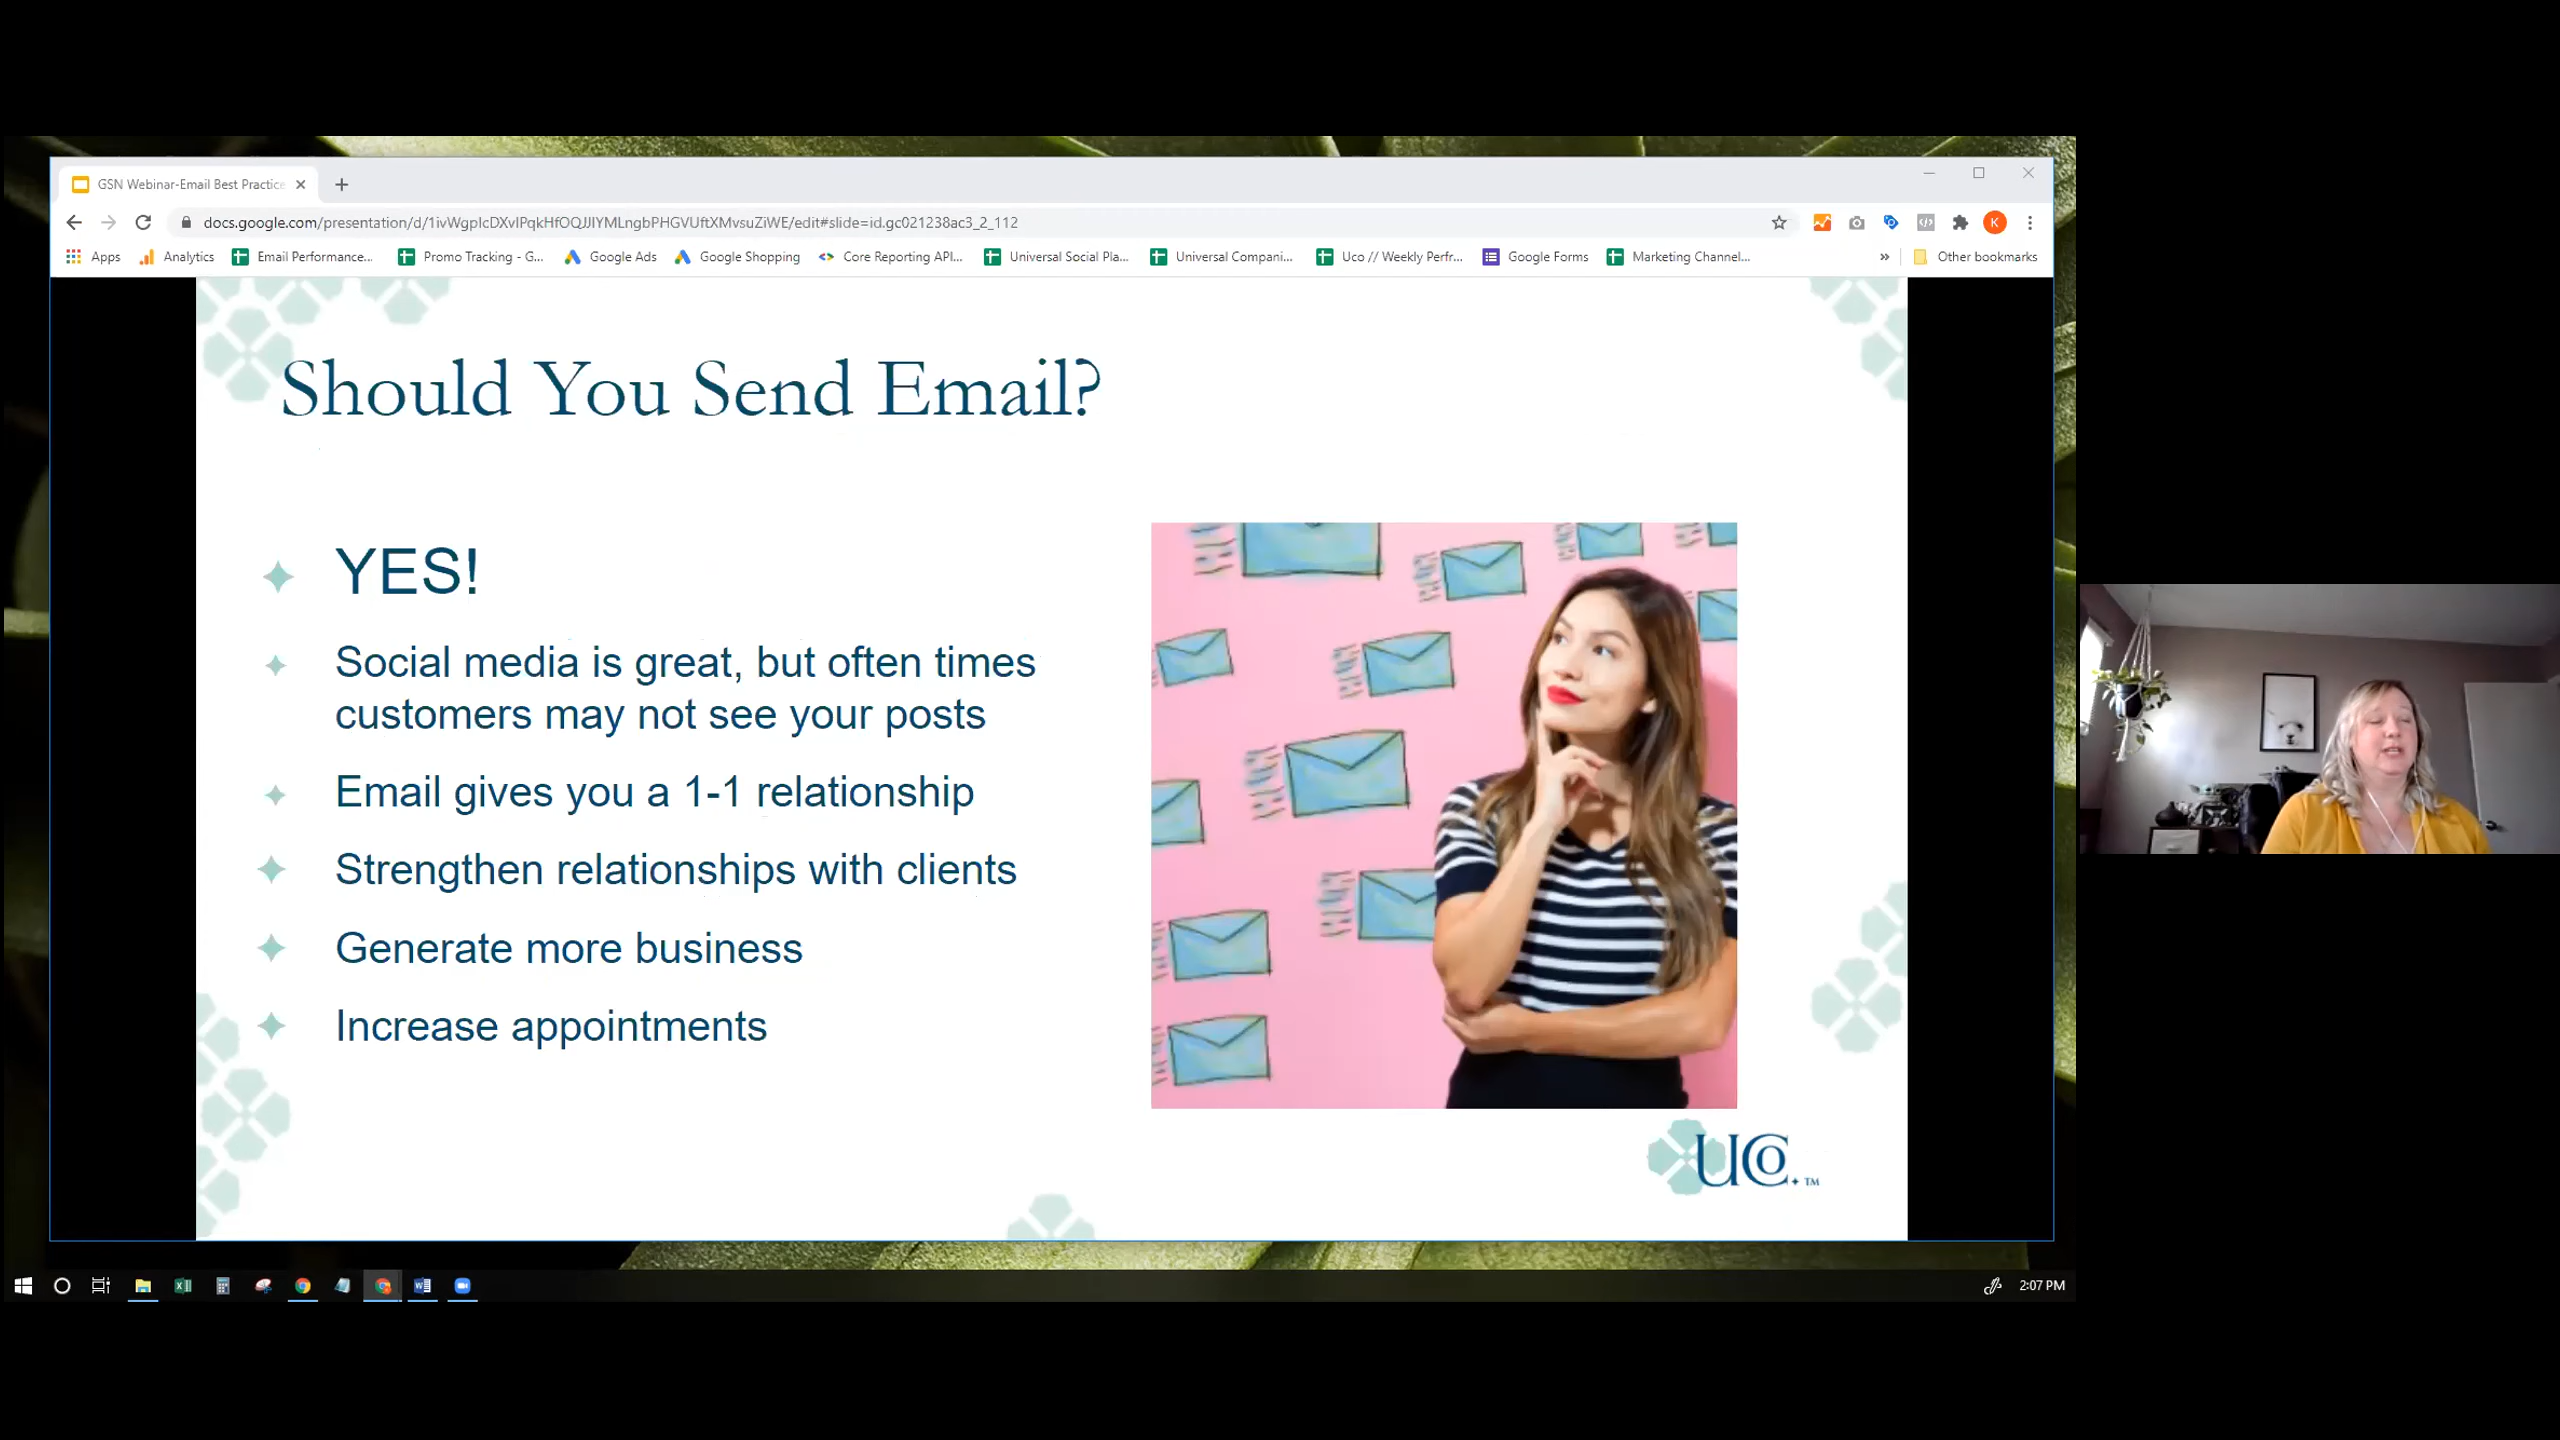 GSN Webinar-Email Best Practice
docs.google.com/presentation/d/1ivWgpIcDXvIPqkHfOQJJIYMLngbPHGVUftXMvsuZiWE/edit#slide=id.gc021238ac3_2_112
K
Apps Analytics Email Performance... Promo Tracking - G... Google Ads Google Shopping Core Reporting API... Universal Social Pla... Universal Compani... Uco // Weekly Perfr... Google Forms Marketing Channel... » Other bookmarks
Should You Send Email?
YES!
Social media is great, but often times
customers may not see your posts
Email gives you a 1-1 relationship
Strengthen relationships with clients
Generate more business
Increase appointments
UCo.™
2:07 PM